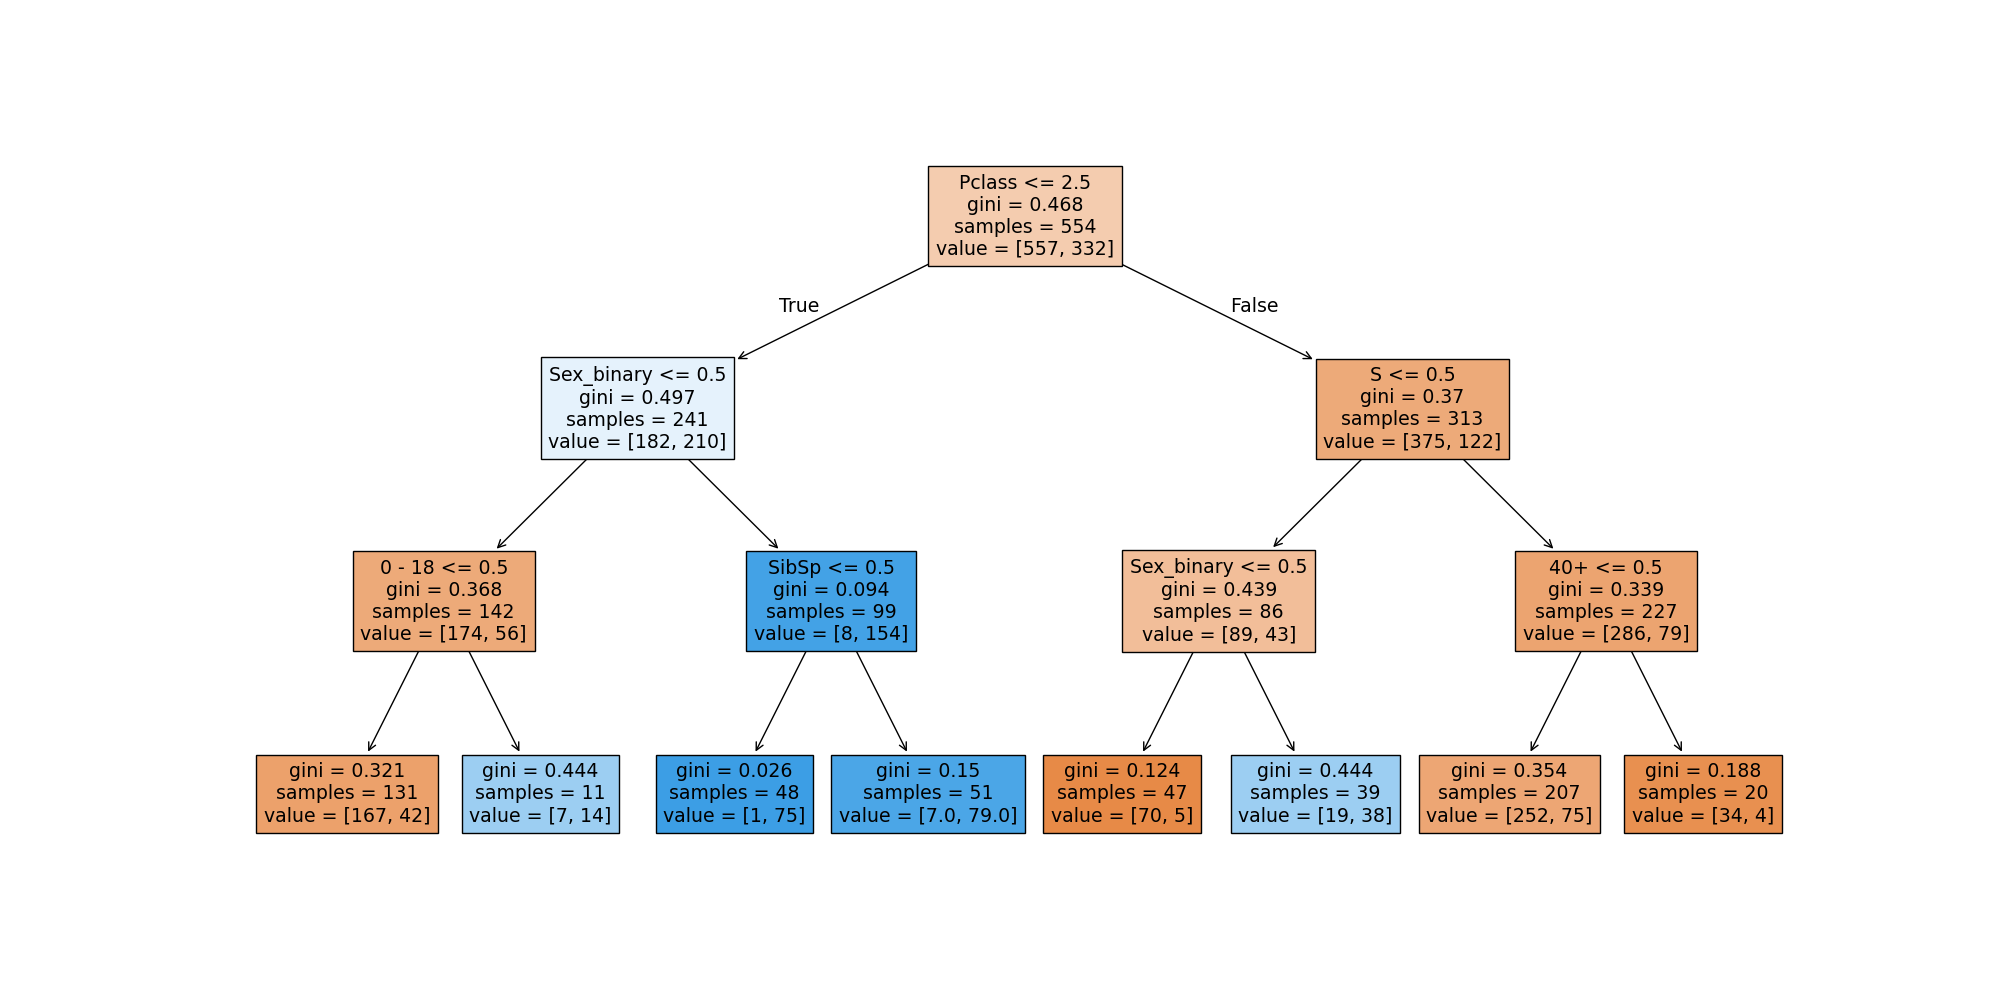 Pclass <= 2.5
gini = 0.468
samples = 554
value = [557, 332]
True
False
Sex_binary <= 0.5
gini = 0.497
samples = 241
value = [182, 210]
S <= 0.5
gini = 0.37
samples = 313
value = [375, 122]
0 - 18 <= 0.5
gini = 0.368
samples = 142
value = [174, 56]
SibSp <= 0.5
gini = 0.094
samples = 99
value = [8, 154]
Sex_binary <= 0.5
gini = 0.439
samples = 86
value = [89, 43]
40+ <= 0.5
gini = 0.339
samples = 227
value = [286, 79]
gini = 0.321
samples = 131
value = [167, 42]
gini = 0.444
samples = 11
value = [7, 14]
gini = 0.026
samples = 48
value = [1, 75]
gini = 0.15
samples = 51
value = [7.0, 79.0]
gini = 0.124
samples = 47
value = [70, 5]
gini = 0.444
samples = 39
value = [19, 38]
gini = 0.354
samples = 207
value = [252, 75]
gini = 0.188
samples = 20
value = [34, 4]